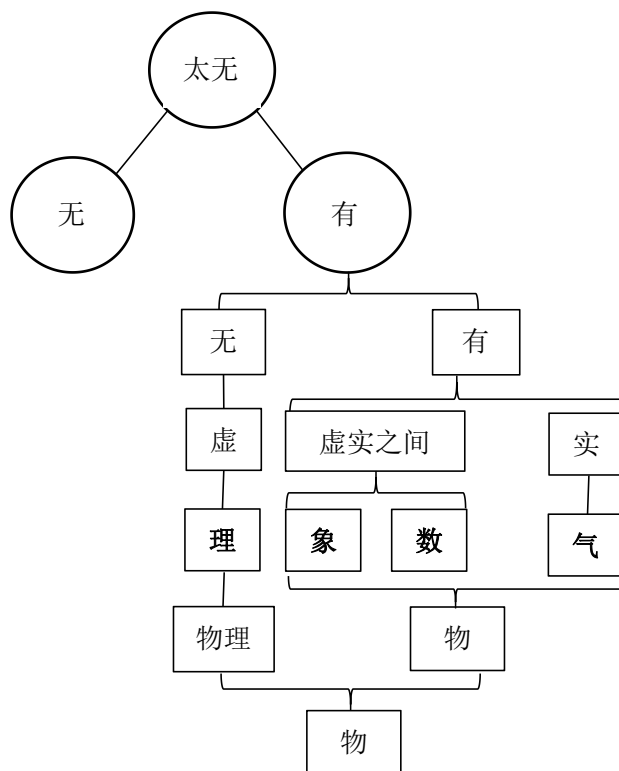 太无
无
有
无
有
虚
虚实之间
实
理
象
数
气
物理
物
物